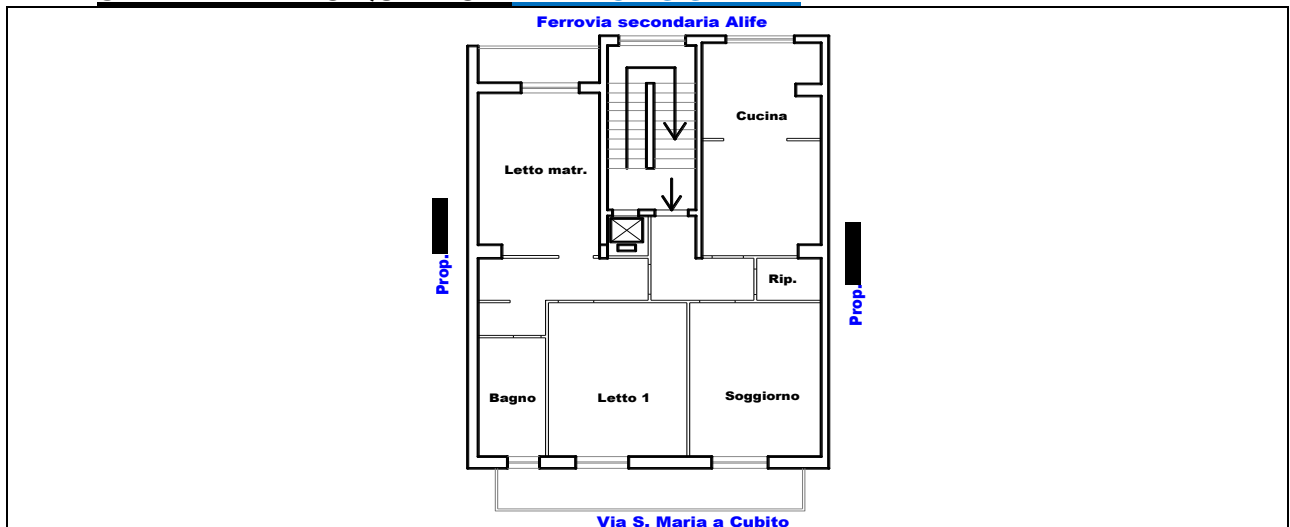 Ferrovia secondaria Alife
Cucina
Letto matr.
Prop.
Prop.
Rip.
Bagno
Letto 1
Soggiorno
Via S. Maria a Cubito